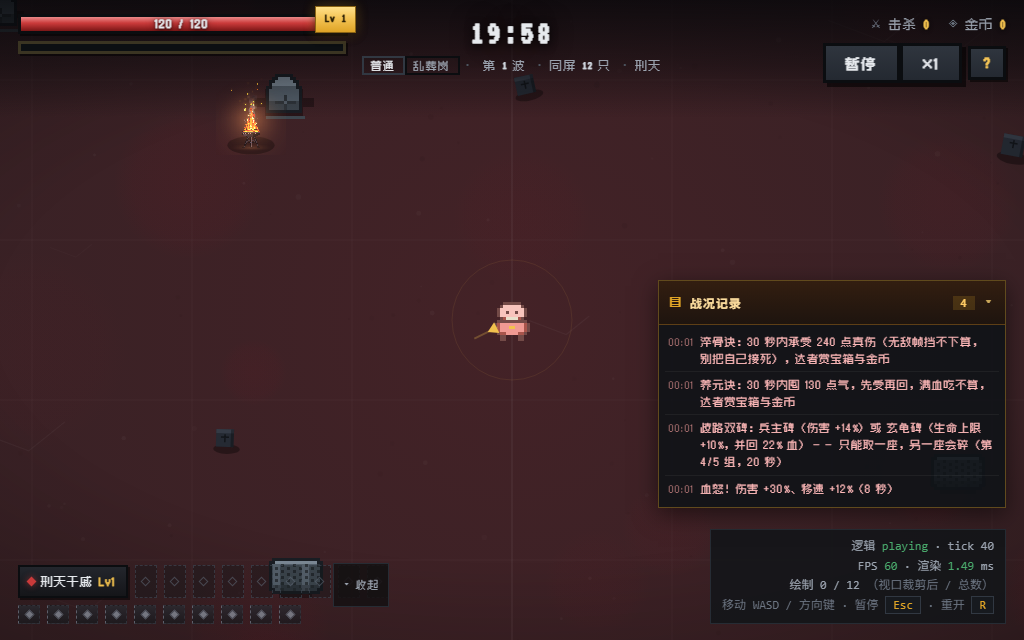 120 / 120
Lv 1
19:58
击杀 0 金币 0
普通 乱葬岗 · 第 1 波 · 同屏 12 只 · 刑天
暂停 ×1 ?
战况记录 4
00:01 淬骨诀：30 秒内承受 240 点真伤（无敌帧挡不下算，
别把自己搂死），达者赏宝箱与金币
00:01 养元诀：30 秒内回 130 点气，先受再回，满血吃不算，
达者赏宝箱与金币
00:01 歧路双碑：兵主碑（伤害 +14%）或 玄龟碑（生命上限
+10%，并回 22% 血）－－ 只能取一座，另一座会碎（第
4/5 组，20 秒）
00:01 血怒！伤害 +30%、移速 +12%（8 秒）
逻辑 playing · tick 40
FPS 60 · 渲染 1.49 ms
绘制 0 / 12 （视口裁剪后 / 总数）
移动 WASD / 方向键 · 暂停 Esc · 重开 R
刑天干戚 Lv1
收起